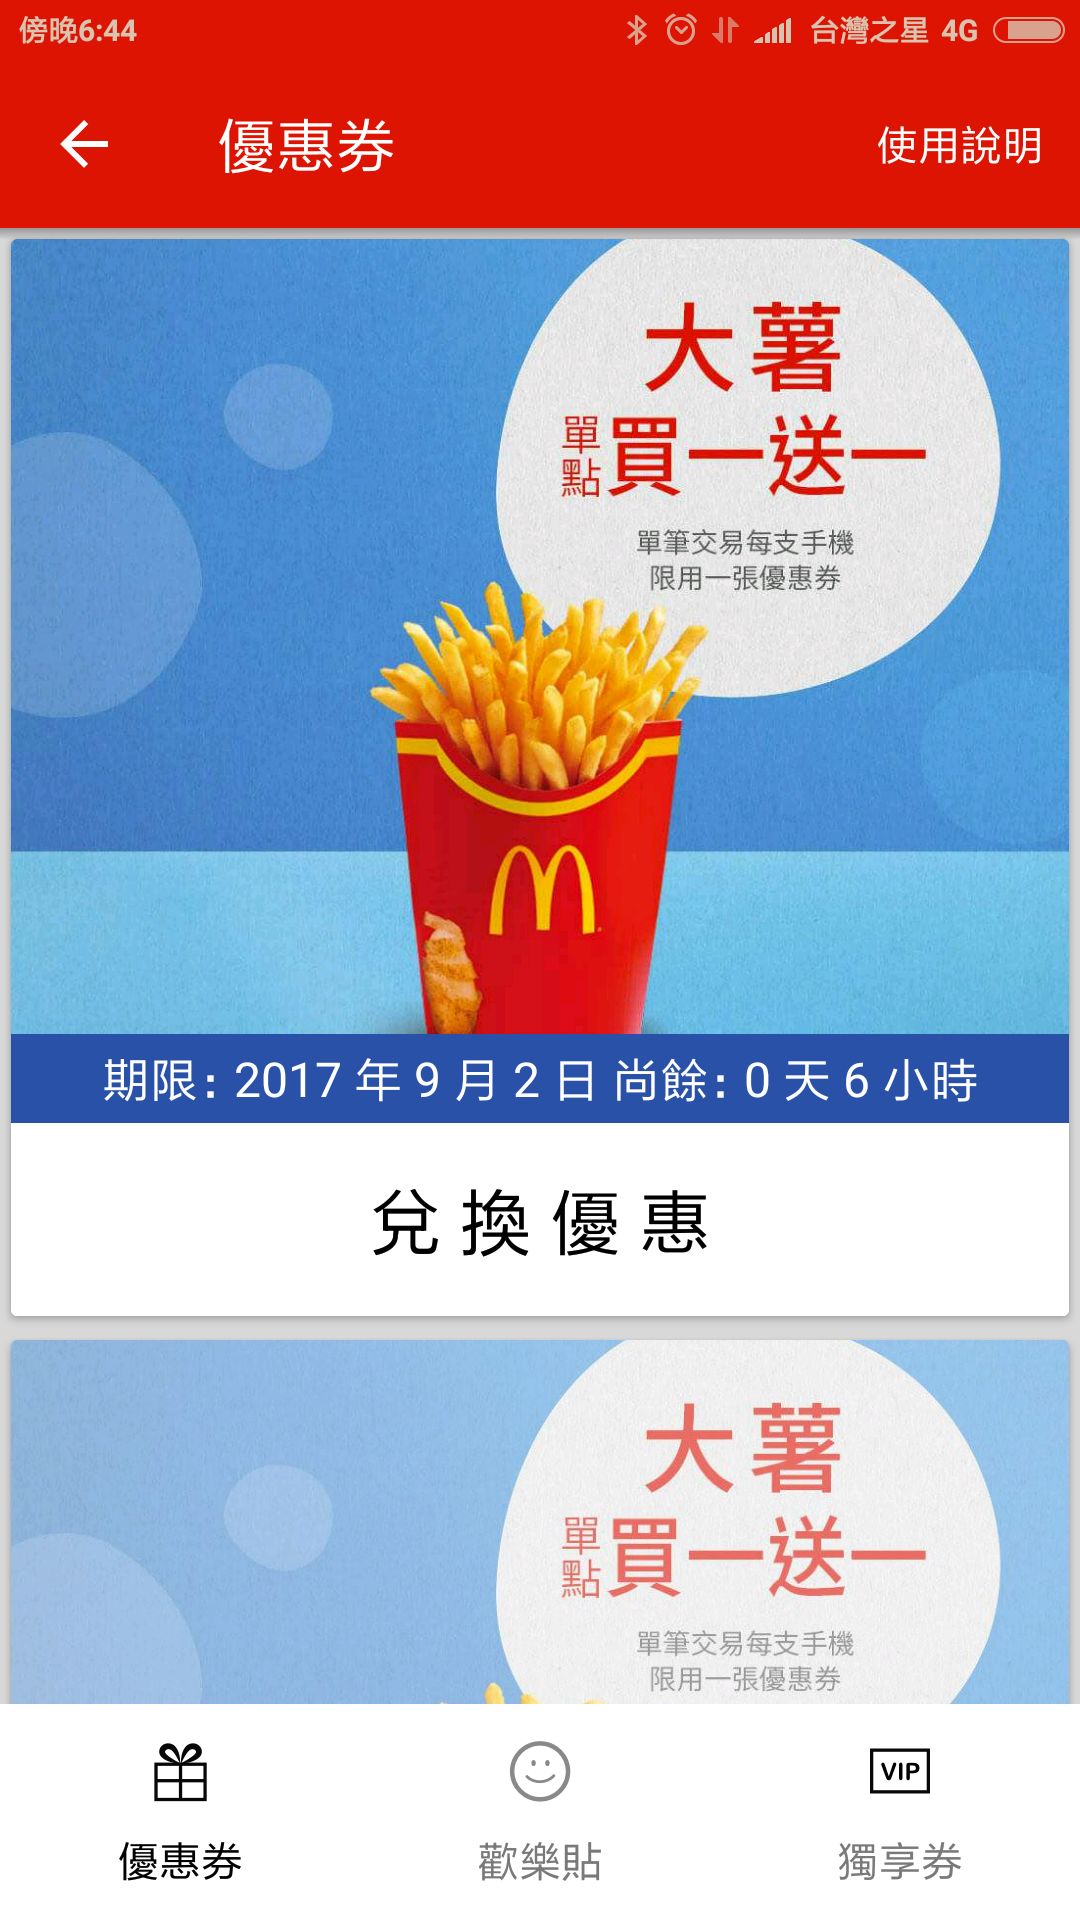 傍晚6:44
台灣之星 4G
優惠券
使用說明
大薯
單點買一送一
單筆交易每支手機
限用一張優惠券
期限: 2017 年 9 月 2 日 尚餘: 0 天 6 小時
兌換優惠
大薯
單點買一送一
單筆交易每支手機
限用一張優惠券
VIP
優惠券
歡樂貼
獨享券